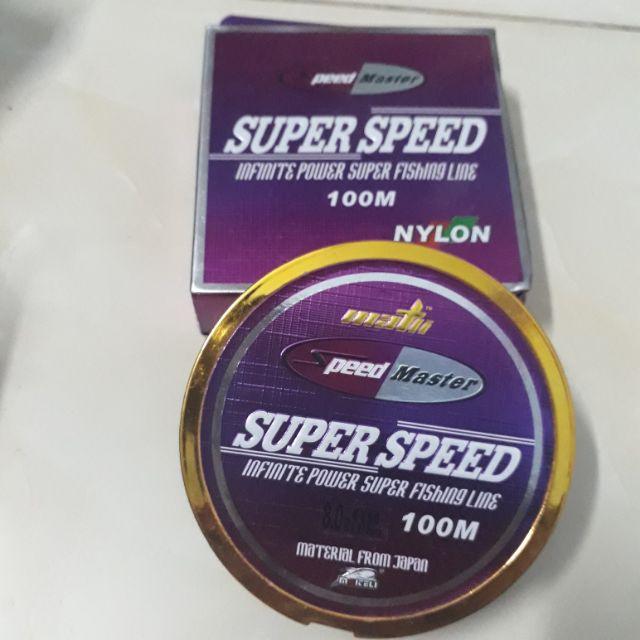 Speed Master
SUPER SPEED
INFINITE POWER SUPER FISHING LINE
100M
NYLON
Speed Master
SUPER SPEED
INFINITE POWER SUPER FISHING LINE
100M
MATERIAL FROM JAPAN